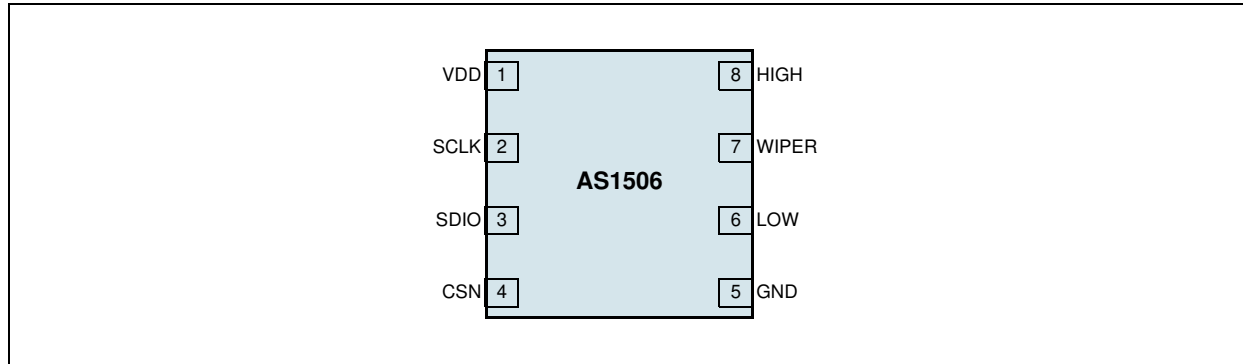 VDD 1 8 HIGH
SCLK 2 7 WIPER
AS1506
SDIO 3 6 LOW
CSN 4 5 GND